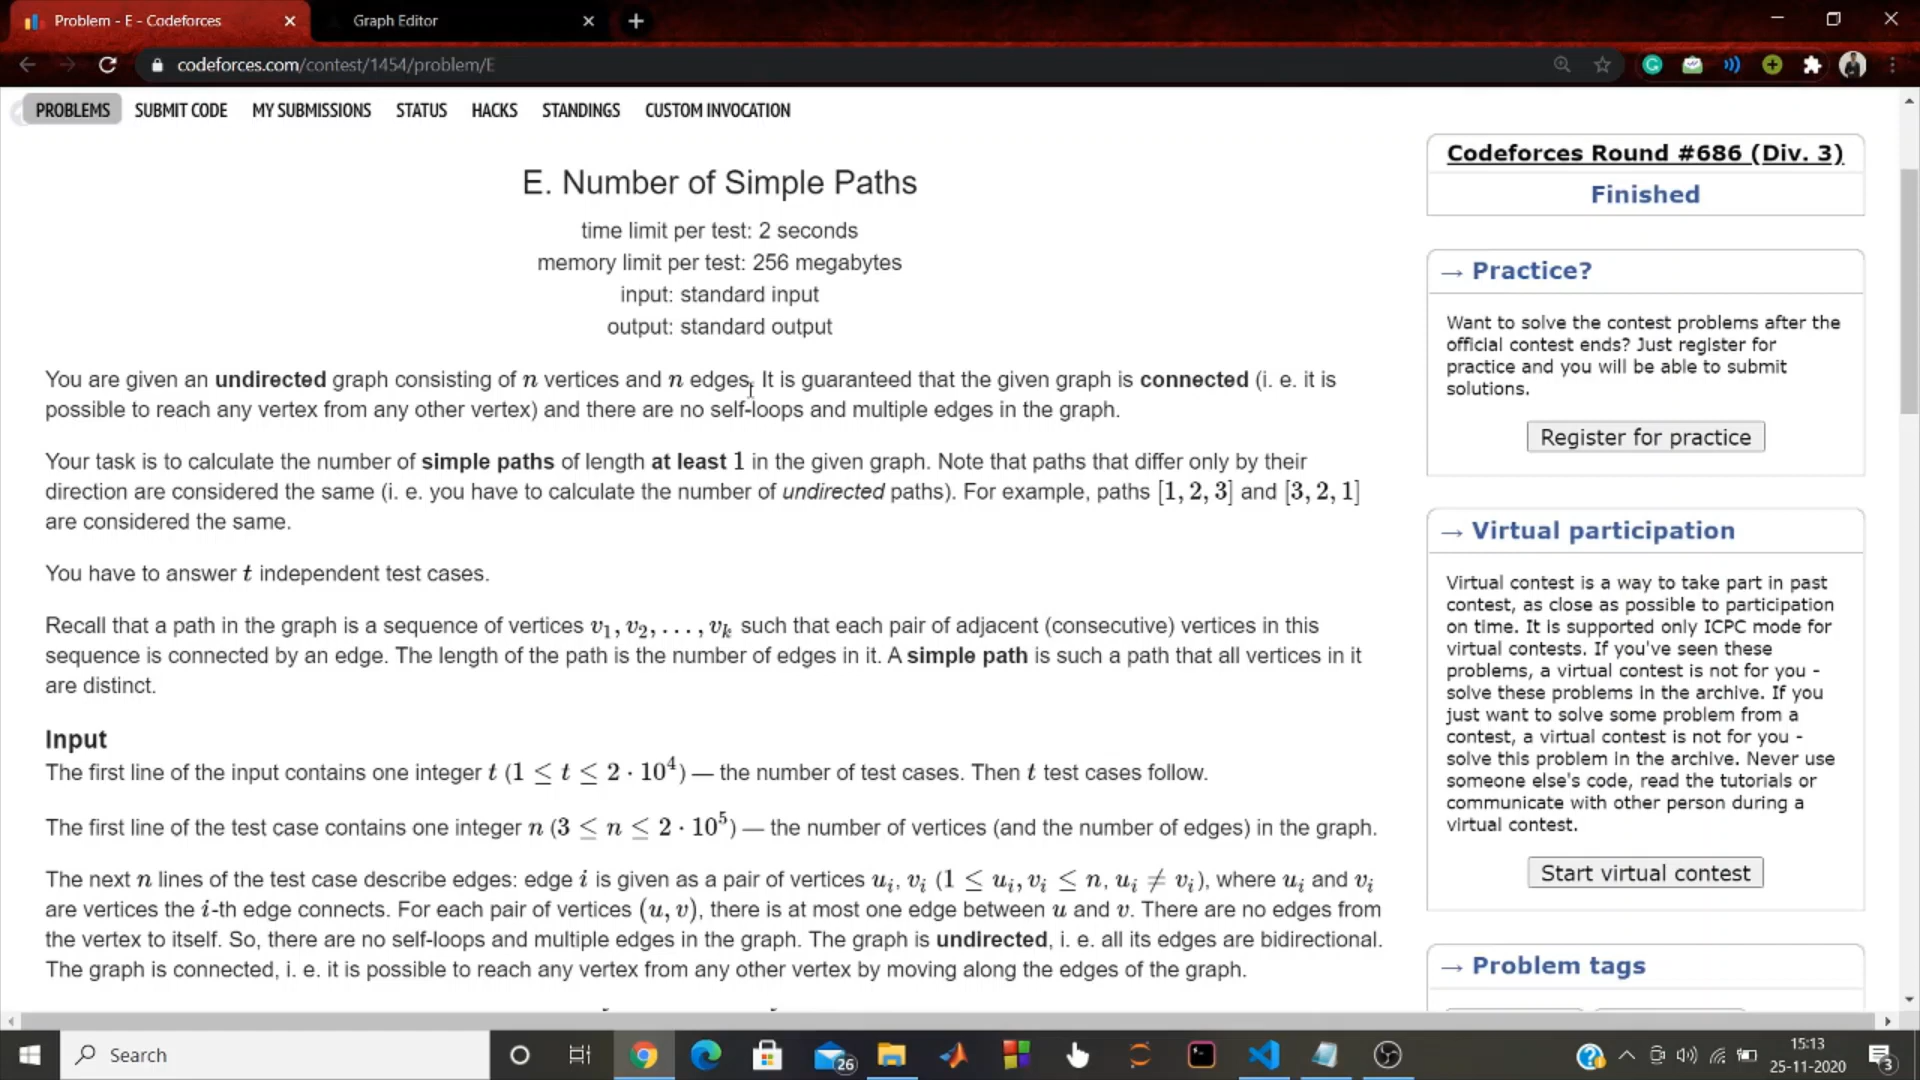 Problem - E - Codeforces
Graph Editor
codeforces.com/contest/1454/problem/E
PROBLEMS SUBMIT CODE MY SUBMISSIONS STATUS HACKS STANDINGS CUSTOM INVOCATION
E. Number of Simple Paths
time limit per test: 2 seconds
memory limit per test: 256 megabytes
input: standard input
output: standard output
You are given an undirected graph consisting of n vertices and n edges. It is guaranteed that the given graph is connected (i. e. it is
possible to reach any vertex from any other vertex) and there are no self-loops and multiple edges in the graph.
Your task is to calculate the number of simple paths of length at least 1 in the given graph. Note that paths that differ only by their
direction are considered the same (i. e. you have to calculate the number of undirected paths). For example, paths [1, 2, 3] and [3, 2, 1]
are considered the same.
You have to answer t independent test cases.
Recall that a path in the graph is a sequence of vertices v₁, v₂, . . . , vₖ such that each pair of adjacent (consecutive) vertices in this
sequence is connected by an edge. The length of the path is the number of edges in it. A simple path is such a path that all vertices in it
are distinct.
Input
The first line of the input contains one integer t (1 ≤ t ≤ 2 · 10⁴) — the number of test cases. Then t test cases follow.
The first line of the test case contains one integer n (3 ≤ n ≤ 2 · 10⁵) — the number of vertices (and the number of edges) in the graph.
The next n lines of the test case describe edges: edge i is given as a pair of vertices uᵢ, vᵢ (1 ≤ uᵢ, vᵢ ≤ n, uᵢ ≠ vᵢ), where uᵢ and vᵢ
are vertices the i-th edge connects. For each pair of vertices (u, v), there is at most one edge between u and v. There are no edges from
the vertex to itself. So, there are no self-loops and multiple edges in the graph. The graph is undirected, i. e. all its edges are bidirectional.
The graph is connected, i. e. it is possible to reach any vertex from any other vertex by moving along the edges of the graph.
Codeforces Round #686 (Div. 3)
Finished
→ Practice?
Want to solve the contest problems after the
official contest ends? Just register for
practice and you will be able to submit
solutions.
Register for practice
→ Virtual participation
Virtual contest is a way to take part in past
contest, as close as possible to participation
on time. It is supported only ICPC mode for
virtual contests. If you've seen these
problems, a virtual contest is not for you -
solve these problems in the archive. If you
just want to solve some problem from a
contest, a virtual contest is not for you -
solve this problem in the archive. Never use
someone else's code, read the tutorials or
communicate with other person during a
virtual contest.
Start virtual contest
→ Problem tags
Search
26
15:13
25-11-2020
3